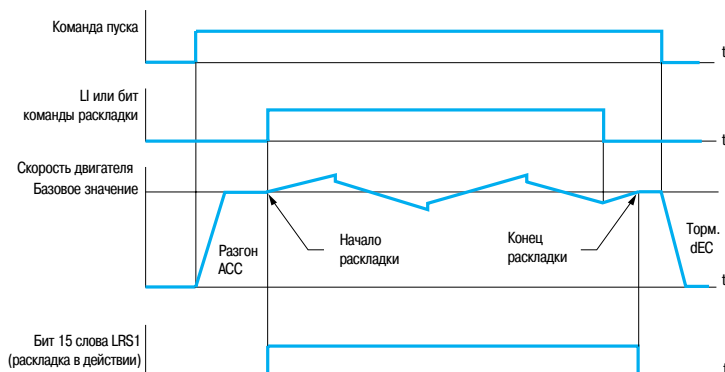 Команда пуска
t
LI или бит
команды раскладки
t
Скорость двигателя
Базовое значение
Разгон
ACC
Начало
раскладки
Конец
раскладки
Торм.
dEC
t
Бит 15 слова LRS1
(раскладка в действии)
t